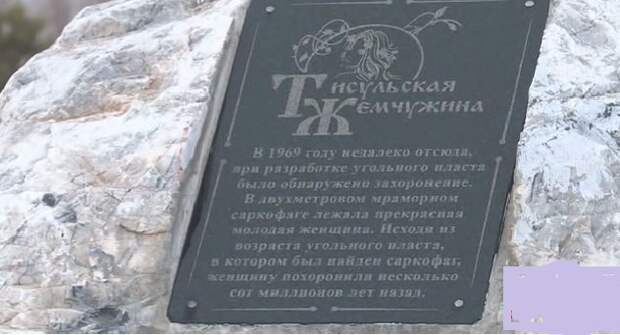 Тисульская
Жемчужина
В 1969 году недалеко отсюда,
при разработке угольного пласта
было обнаружено захоронение.
В двухметровом мраморном
саркофаге лежала прекрасная
молодая женщина. Исходя из
возраста угольного пласта,
в котором был найден саркофаг,
женщину похоронили несколько
сот миллионов лет назад.